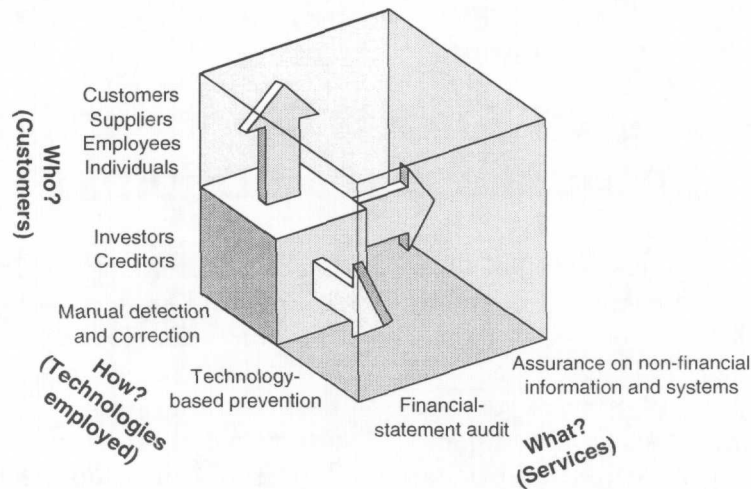 Who?
(Customers)
Customers
Suppliers
Employees
Individuals
Investors
Creditors
Manual detection
and correction
How?
(Technologies
employed)
Technology-
based prevention
Financial-
statement audit
What?
(Services)
Assurance on non-financial
information and systems